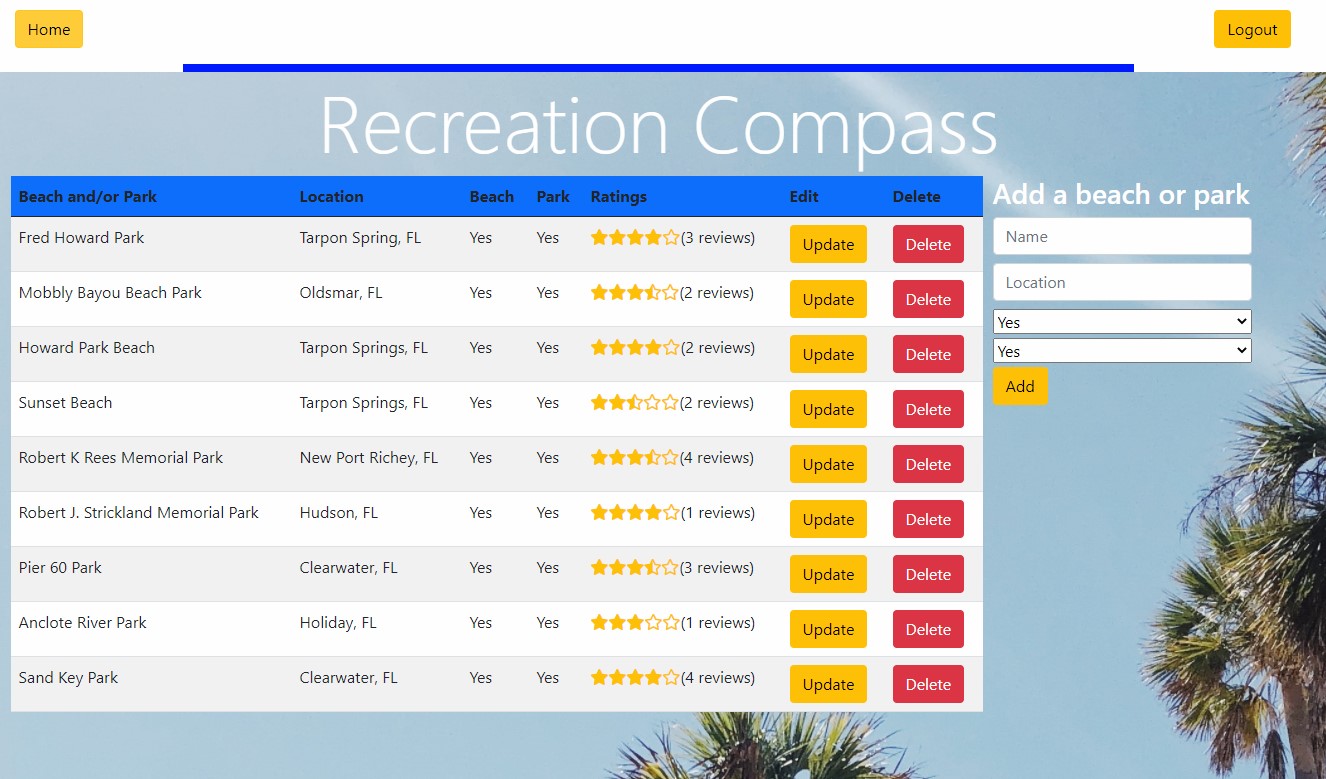 Home Logout
Recreation Compass
Beach and/or Park Location Beach Park Ratings Edit Delete
Fred Howard Park Tarpon Spring, FL Yes Yes (3 reviews) Update Delete
Mobbly Bayou Beach Park Oldsmar, FL Yes Yes (2 reviews) Update Delete
Howard Park Beach Tarpon Springs, FL Yes Yes (2 reviews) Update Delete
Sunset Beach Tarpon Springs, FL Yes Yes (2 reviews) Update Delete
Robert K Rees Memorial Park New Port Richey, FL Yes Yes (4 reviews) Update Delete
Robert J. Strickland Memorial Park Hudson, FL Yes Yes (1 reviews) Update Delete
Pier 60 Park Clearwater, FL Yes Yes (3 reviews) Update Delete
Anclote River Park Holiday, FL Yes Yes (1 reviews) Update Delete
Sand Key Park Clearwater, FL Yes Yes (4 reviews) Update Delete
Add a beach or park
Name
Location
Yes
Yes
Add